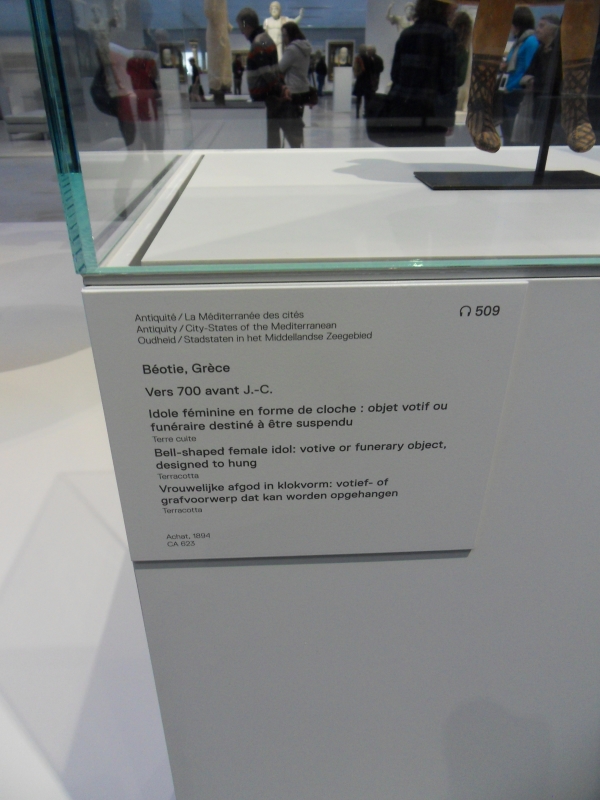 Antiquité / La Méditerranée des cités
Antiquity / City-States of the Mediterranean
Oudheid / Stadstaten in het Middellandse Zeegebied
509
Béotie, Grèce
Vers 700 avant J.-C.
Idole féminine en forme de cloche : objet votif ou
funéraire destiné à être suspendu
Terre cuite
Bell-shaped female idol: votive or funerary object,
designed to hung
Terracotta
Vrouwelijke afgod in klokvorm: votief- of
grafvoorwerp dat kan worden opgehangen
Terracotta
Achat, 1894
CA 623